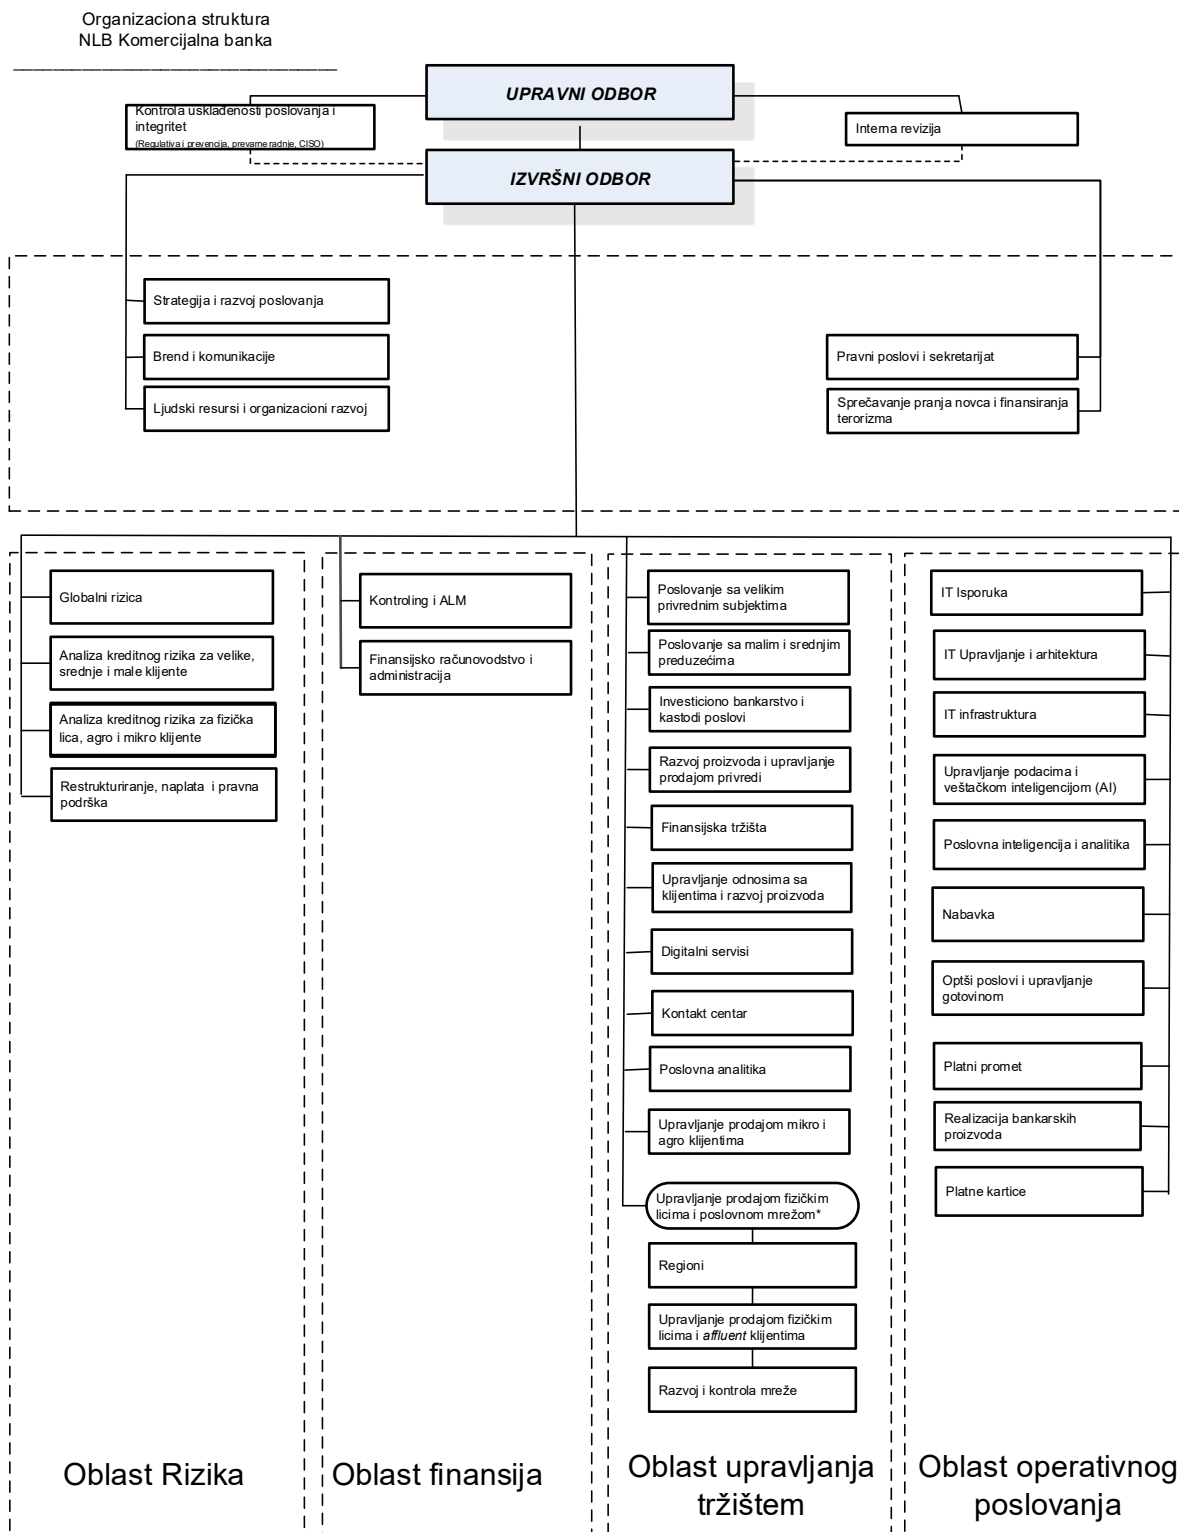 Organizaciona struktura
NLB Komercijalna banka
UPRAVNI ODBOR
Kontrola usklađenosti poslovanja i
integritet
(Regulativa i prevencija, prevarne radnje, CISO)
Interna revizija
IZVRŠNI ODBOR
Strategija i razvoj poslovanja
Brend i komunikacije
Ljudski resursi i organizacioni razvoj
Pravni poslovi i sekretarijat
Sprečavanje pranja novca i finansiranja
terorizma
Globalni rizica
Analiza kreditnog rizika za velike,
srednje i male klijente
Analiza kreditnog rizika za fizička
lica, agro i mikro klijente
Restrukturiranje, naplata i pravna
podrška
Oblast Rizika
Kontroling i ALM
Finansijsko računovodstvo i
administracija
Oblast finansija
Poslovanje sa velikim
privrednim subjektima
Poslovanje sa malim i srednjim
preduzećima
Investiciono bankarstvo i
kastodi poslovi
Razvoj proizvoda i upravljanje
prodajom privredi
Finansijska tržišta
Upravljanje odnosima sa
klijentima i razvoj proizvoda
Digitalni servisi
Kontakt centar
Poslovna analitika
Upravljanje prodajom mikro i
agro klijentima
Upravljanje prodajom fizičkim
licima i poslovnom mrežom*
Regioni
Upravljanje prodajom fizičkim
licima i affluent klijentima
Razvoj i kontrola mreže
Oblast upravljanja
tržištem
IT Isporuka
IT Upravljanje i arhitektura
IT infrastruktura
Upravljanje podacima i
veštačkom inteligencijom (AI)
Poslovna inteligencija i analitika
Nabavka
Optši poslovi i upravljanje
gotovinom
Platni promet
Realizacija bankarskih
proizvoda
Platne kartice
Oblast operativnog
poslovanja